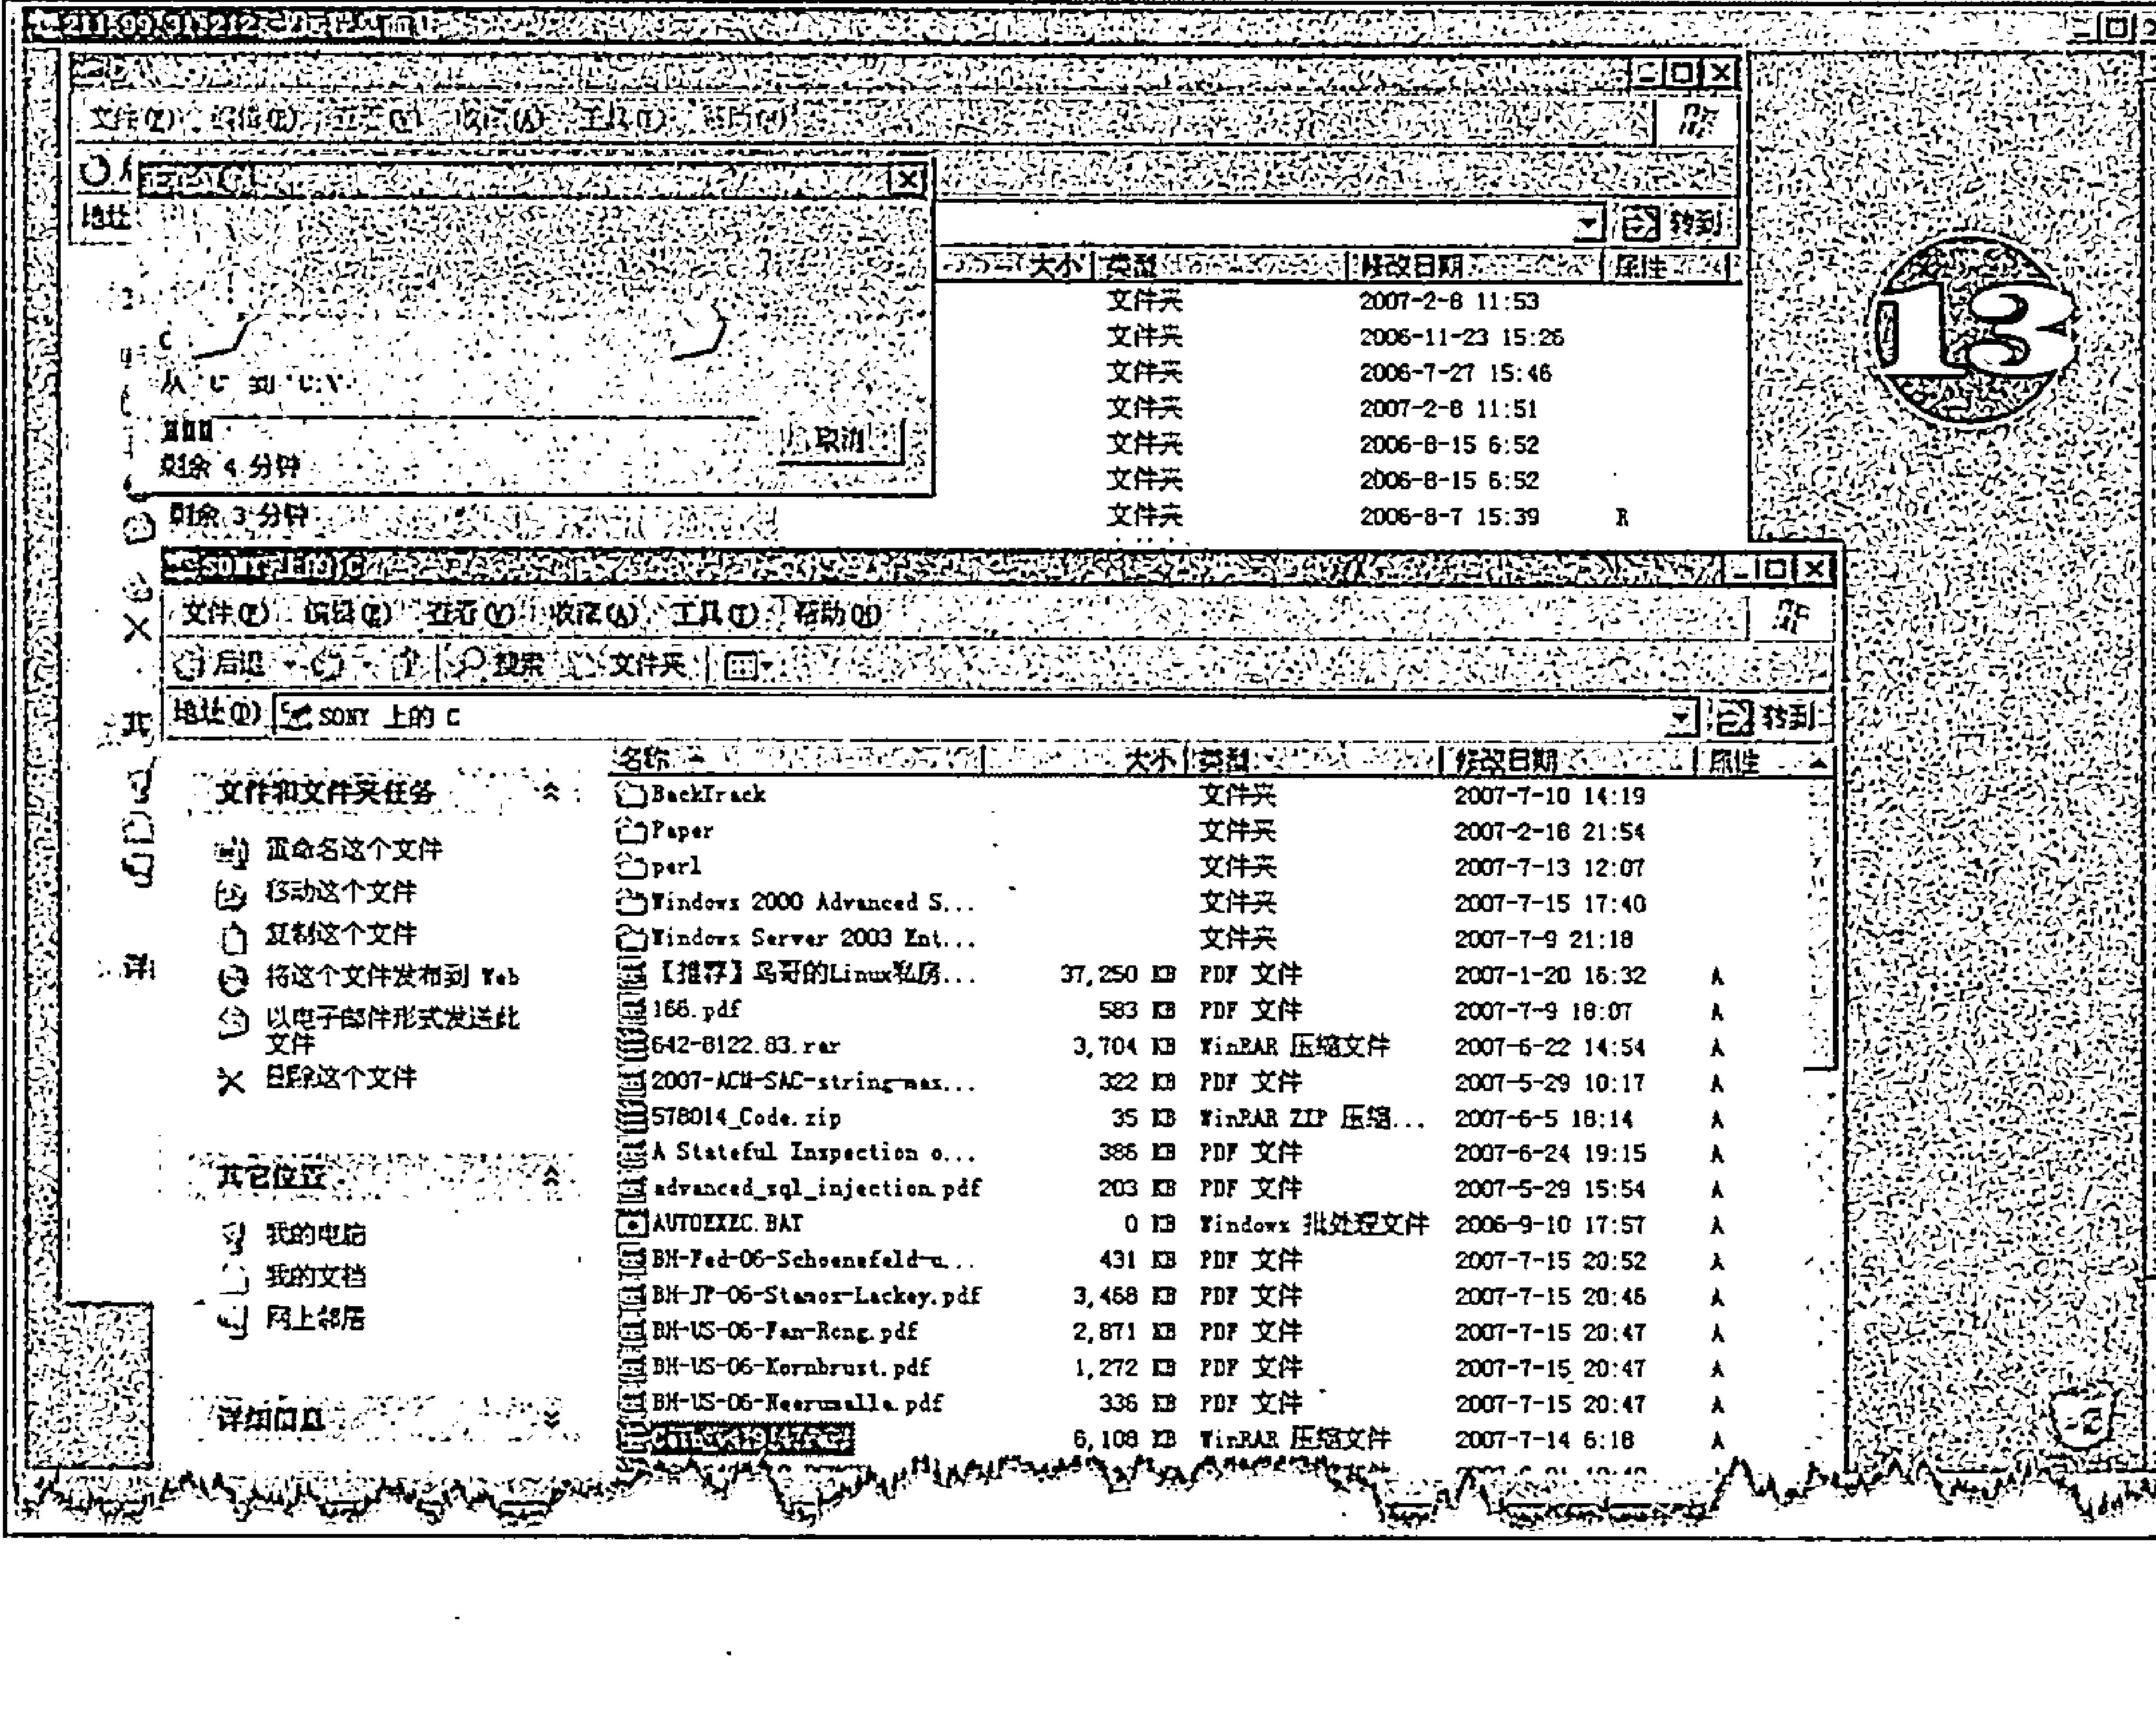 文件(F) 编辑(E) 查看(V) 收藏(A) 工具(T) 帮助(H)
地址
转到
大小 类型 修改日期 属性
文件夹 2007-2-8 11:53
文件夹 2006-11-23 15:26
文件夹 2006-7-27 15:46
文件夹 2007-2-8 11:51
文件夹 2006-8-15 6:52
文件夹 2006-8-15 6:52
文件夹 2006-8-7 15:39 R
取消
剩余 4 分钟
剩余 3 分钟
13
SONY 上的 C
文件(F) 编辑(E) 查看(V) 收藏(A) 工具(T) 帮助(H)
后退 搜索 文件夹
地址(D) SONY 上的 C 转到
名称 大小 类型 修改日期 属性
文件和文件夹任务
重命名这个文件
移动这个文件
复制这个文件
将这个文件发布到 Web
以电子邮件形式发送此
文件
删除这个文件
其它位置
我的电脑
我的文档
网上邻居
详细信息
BackTrack 文件夹 2007-7-10 14:19
Paper 文件夹 2007-2-18 21:54
perl 文件夹 2007-7-13 12:07
Windows 2000 Advanced S... 文件夹 2007-7-15 17:40
Windows Server 2003 Ent... 文件夹 2007-7-9 21:18
【推荐】鸟哥的Linux私房... 37,250 KB PDF 文件 2007-1-20 16:32 A
166.pdf 583 KB PDF 文件 2007-7-9 18:07 A
642-8122.83.rar 3,704 KB WinRAR 压缩文件 2007-6-22 14:54 A
2007-ACM-SAC-string-max... 322 KB PDF 文件 2007-5-29 10:17 A
578014_Code.zip 35 KB WinRAR ZIP 压缩... 2007-6-5 18:14 A
A Stateful Inspection o... 386 KB PDF 文件 2007-6-24 19:15 A
advanced_sql_injection.pdf 203 KB PDF 文件 2007-5-29 15:54 A
AUTOEXEC.BAT 0 KB Windows 批处理文件 2006-9-10 17:57 A
BH-Fed-06-Schoenefeld-u... 431 KB PDF 文件 2007-7-15 20:52 A
BH-JP-06-Stamos-Lackey.pdf 3,468 KB PDF 文件 2007-7-15 20:46 A
BH-US-06-Fan-Rong.pdf 2,871 KB PDF 文件 2007-7-15 20:47 A
BH-US-06-Kornbrust.pdf 1,272 KB PDF 文件 2007-7-15 20:47 A
BH-US-06-Neerumalla.pdf 336 KB PDF 文件 2007-7-15 20:47 A
6,108 KB WinRAR 压缩文件 2007-7-14 6:18 A